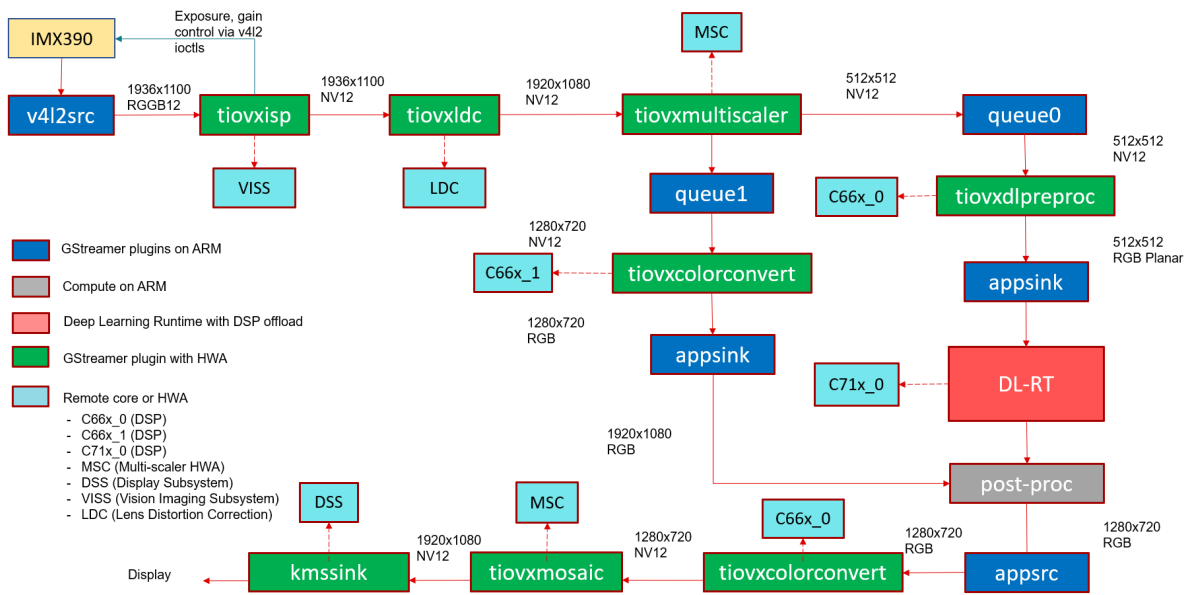 Exposure, gain
control via v4l2
ioctls
IMX390
MSC
1936x1100
RGGB12
1936x1100
NV12
1920x1080
NV12
512x512
NV12
v4l2src
tiovxisp
tiovxldc
tiovxmultiscaler
queue0
512x512
NV12
VISS
LDC
queue1
C66x_0
tiovxdlpreproc
1280x720
NV12
512x512
RGB Planar
GStreamer plugins on ARM
C66x_1
tiovxcolorconvert
appsink
Compute on ARM
Deep Learning Runtime with DSP offload
1280x720
RGB
GStreamer plugin with HWA
appsink
C71x_0
DL-RT
Remote core or HWA
- C66x_0 (DSP)
- C66x_1 (DSP)
- C71x_0 (DSP)
- MSC (Multi-scaler HWA)
- DSS (Display Subsystem)
- VISS (Vision Imaging Subsystem)
- LDC (Lens Distortion Correction)
1920x1080
RGB
post-proc
DSS
MSC
C66x_0
1920x1080
NV12
1280x720
NV12
1280x720
RGB
1280x720
RGB
Display
kmssink
tiovxmosaic
tiovxcolorconvert
appsrc